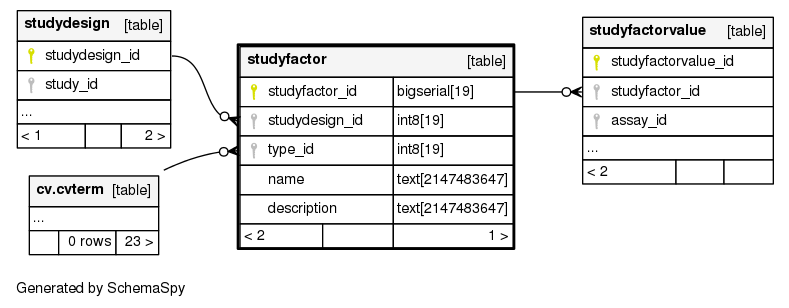 studydesign [table]
studydesign_id
study_id
...
< 1 2 >
cv.cvterm [table]
...
0 rows 23 >
studyfactor [table]
studyfactor_id bigserial[19]
studydesign_id int8[19]
type_id int8[19]
name text[2147483647]
description text[2147483647]
< 2 1 >
studyfactorvalue [table]
studyfactorvalue_id
studyfactor_id
assay_id
...
< 2
Generated by SchemaSpy